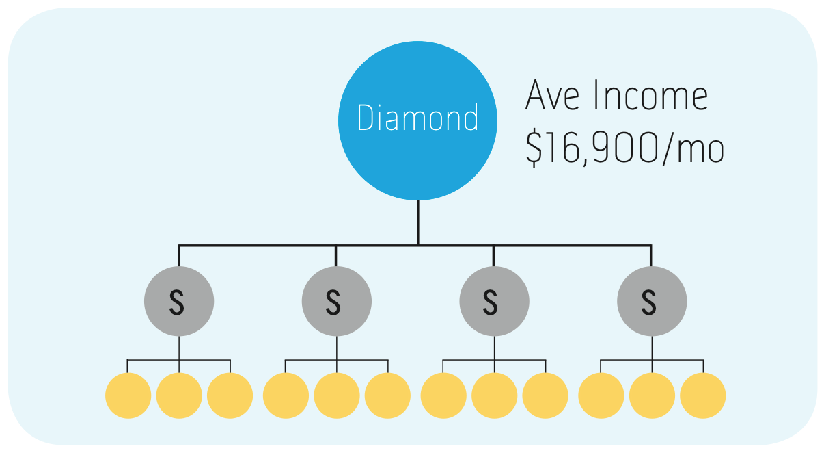 Diamond
Ave Income
$16,900/mo
S S S S